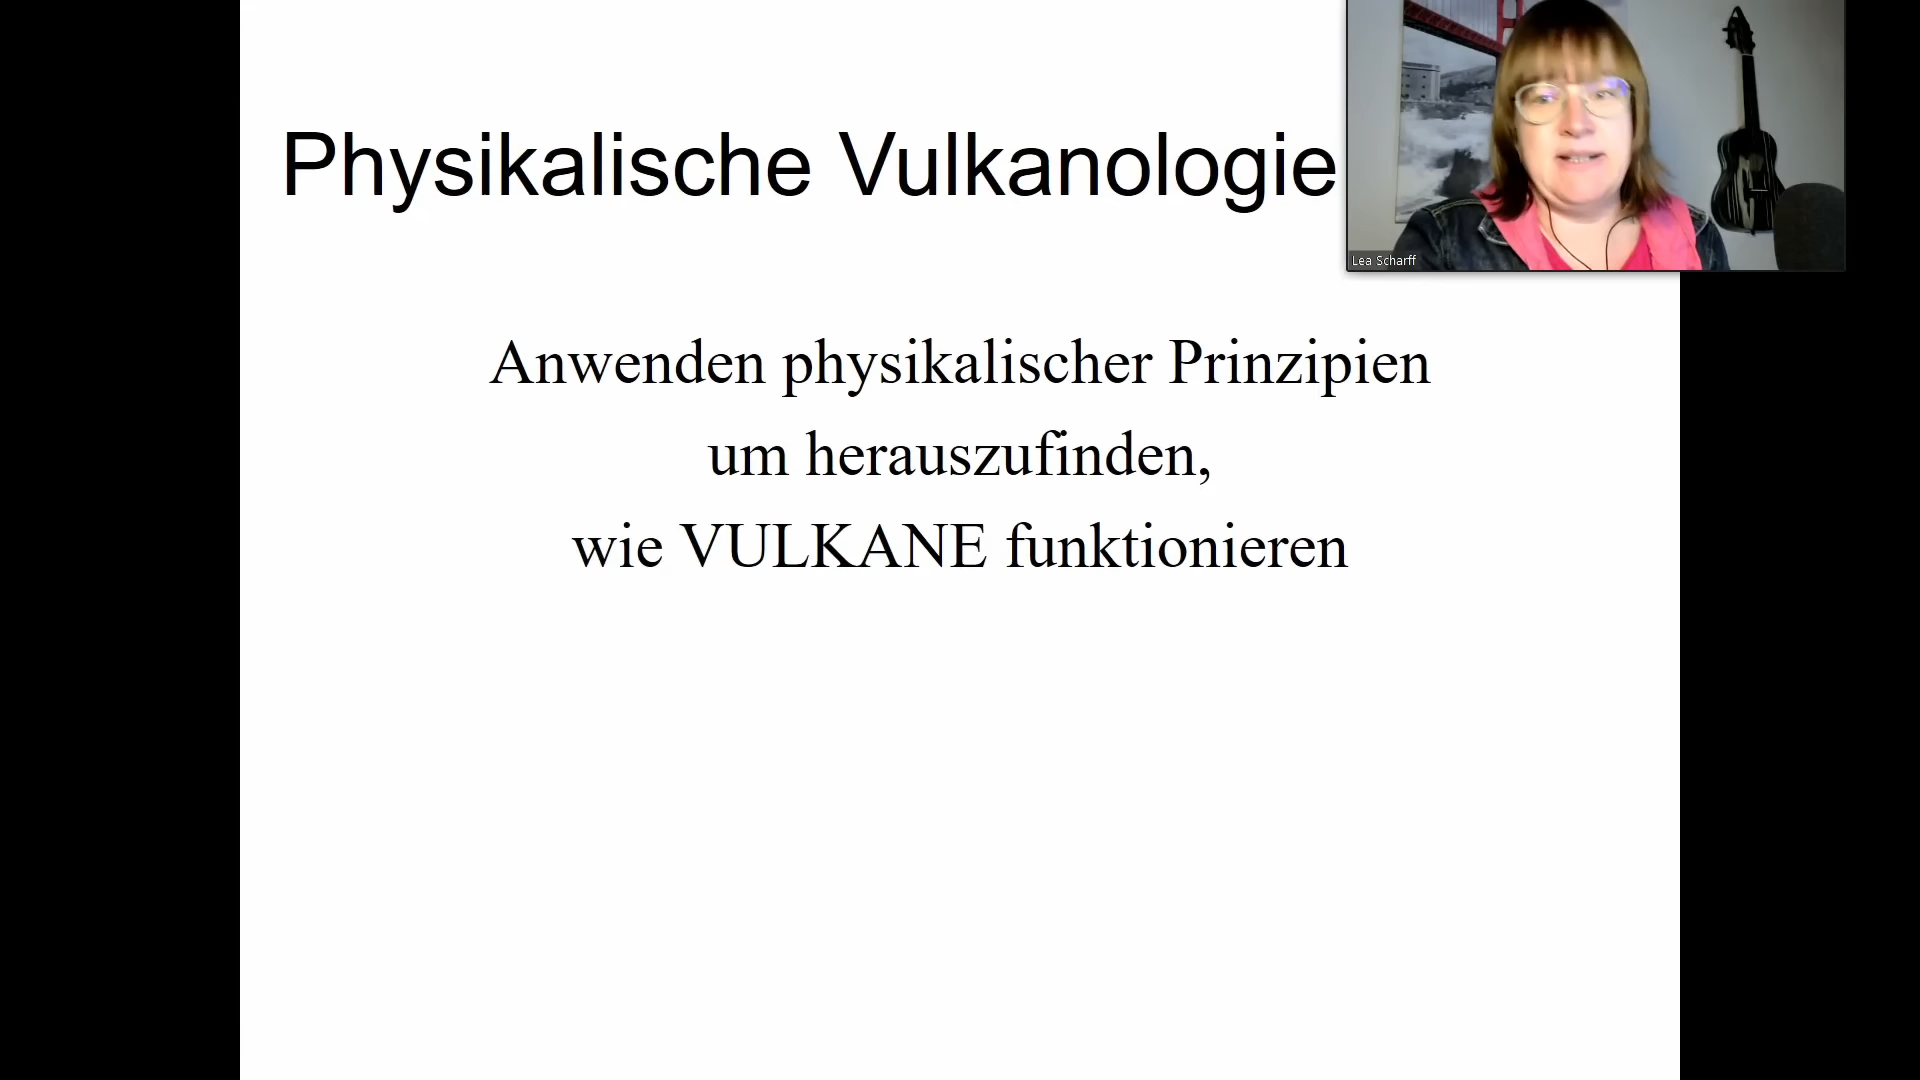 Physikalische Vulkanologie
Lea Scharff
Anwenden physikalischer Prinzipien
um herauszufinden,
wie VULKANE funktionieren